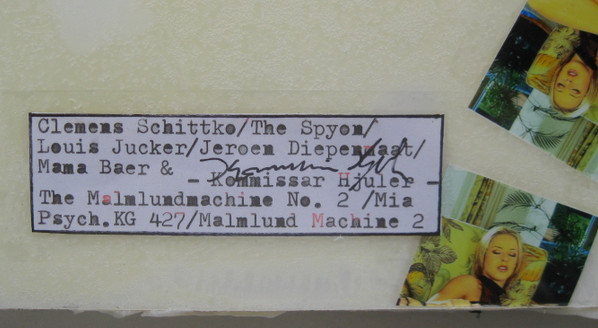 Clemens Schittko/The Spyon/
Louis Jucker/Jeroen Diepenmaat/
Mama Baer &
- Kommissar Hjuler -
The Malmlundmachine No. 2 /Mia
Psych.KG 427/Malmlund Machine 2